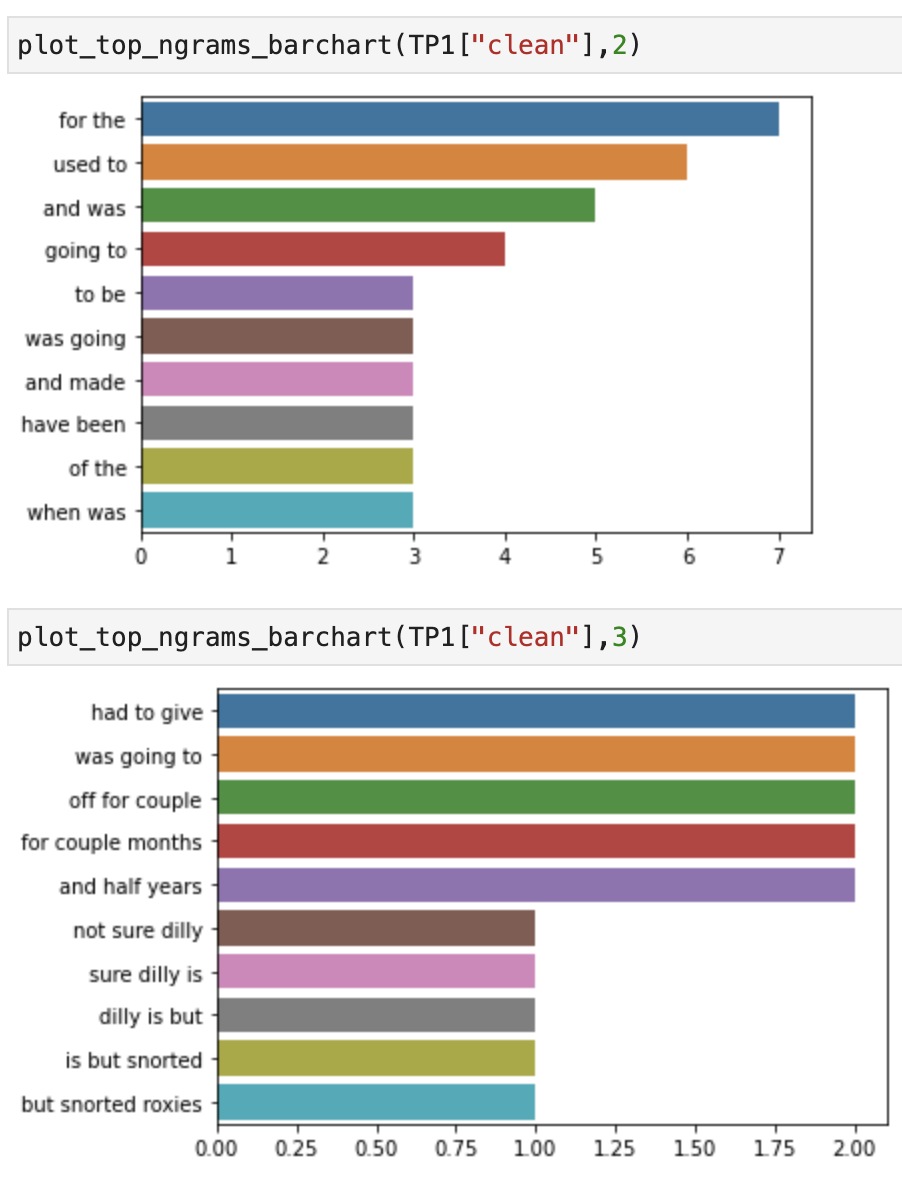 plot_top_ngrams_barchart(TP1["clean"],2)
for the
used to
and was
going to
to be
was going
and made
have been
of the
when was
0 1 2 3 4 5 6 7
plot_top_ngrams_barchart(TP1["clean"],3)
had to give
was going to
off for couple
for couple months
and half years
not sure dilly
sure dilly is
dilly is but
is but snorted
but snorted roxies
0.00 0.25 0.50 0.75 1.00 1.25 1.50 1.75 2.00